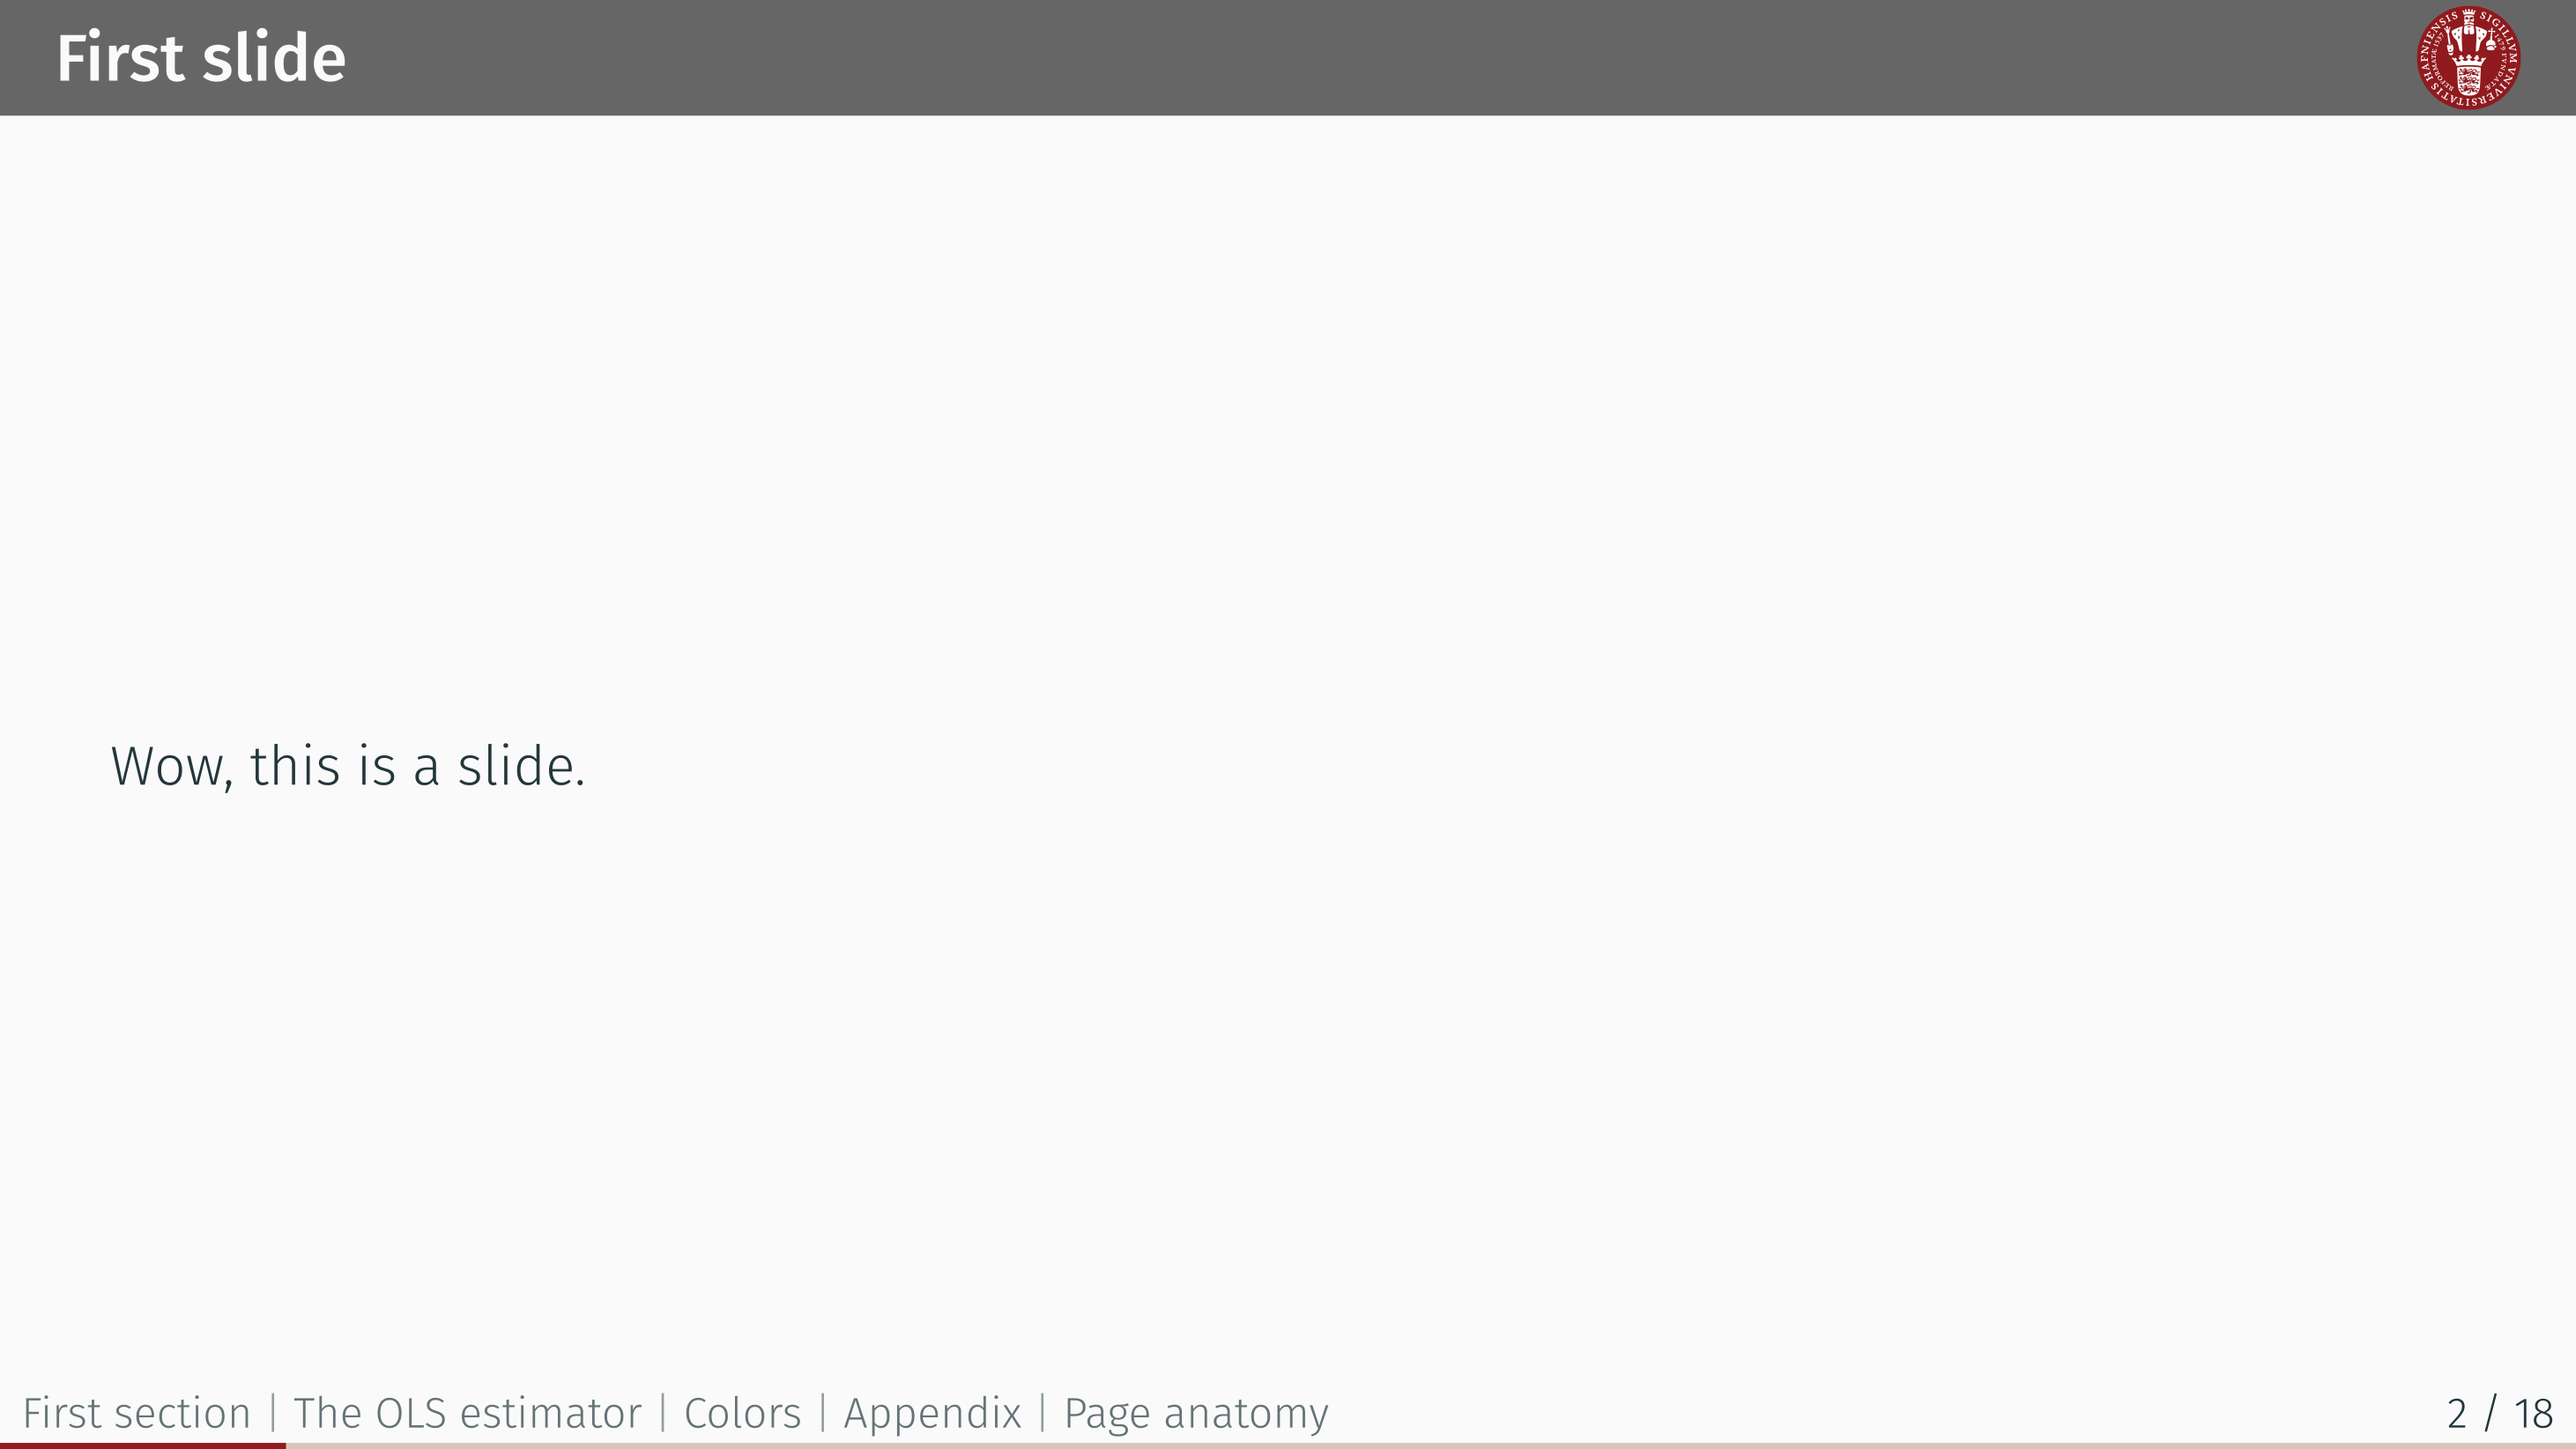 First slide
SIGILLVM VNIVERSITATIS HAFNIENSIS
Wow, this is a slide.
First section | The OLS estimator | Colors | Appendix | Page anatomy
2 / 18